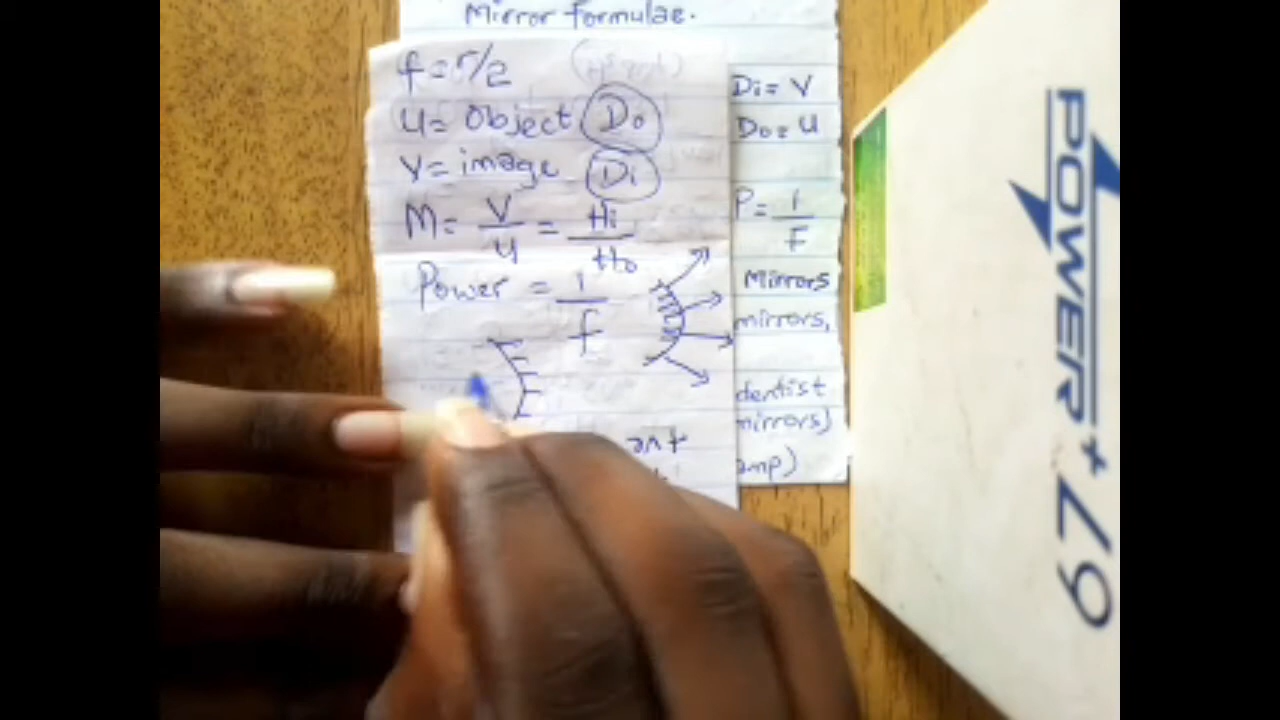 Mirror formulae.
f = r/2
u = object Do
v = image Di
M = v/u = Hi/Ho
Power = 1/f
Di = V
Do = u
P = 1/F
Mirrors
mirrors,
dentist
mirrors)
POWER+ L9